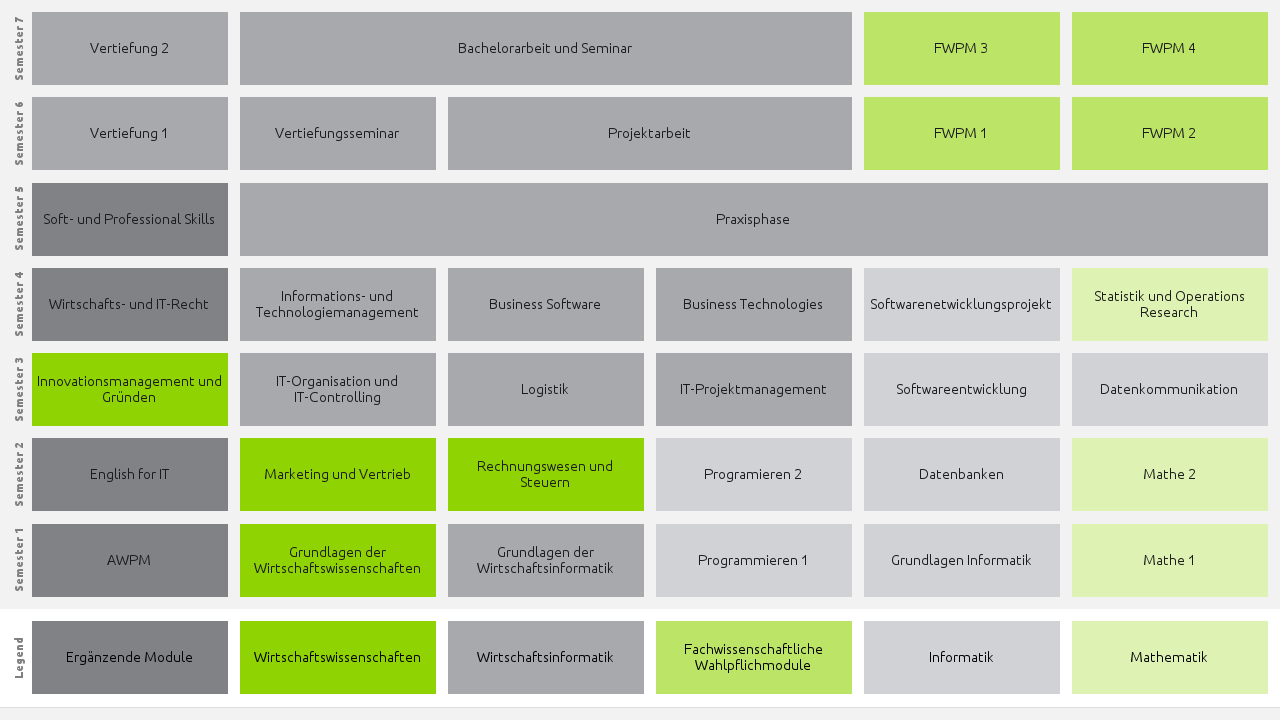 Semester 7
Vertiefung 2
Bachelorarbeit und Seminar
FWPM 3
FWPM 4
Semester 6
Vertiefung 1
Vertiefungsseminar
Projektarbeit
FWPM 1
FWPM 2
Semester 5
Soft- und Professional Skills
Praxisphase
Semester 4
Wirtschafts- und IT-Recht
Informations- und
Technologiemanagement
Business Software
Business Technologies
Softwarenetwicklungsprojekt
Statistik und Operations
Research
Semester 3
Innovationsmanagement und
Gründen
IT-Organisation und
IT-Controlling
Logistik
IT-Projektmanagement
Softwareentwicklung
Datenkommunikation
Semester 2
English for IT
Marketing und Vertrieb
Rechnungswesen und
Steuern
Programieren 2
Datenbanken
Mathe 2
Semester 1
AWPM
Grundlagen der
Wirtschaftswissenschaften
Grundlagen der
Wirtschaftsinformatik
Programmieren 1
Grundlagen Informatik
Mathe 1
Legend
Ergänzende Module
Wirtschaftswissenschaften
Wirtschaftsinformatik
Fachwissenschaftliche
Wahlpflichmodule
Informatik
Mathematik